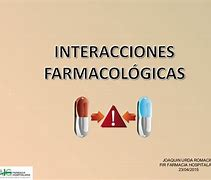 INTERACCIONES
FARMACOLÓGICAS
JOAQUIN URDA ROMACHO
FIR FARMACIA HOSPITALARIA
23/04/2015